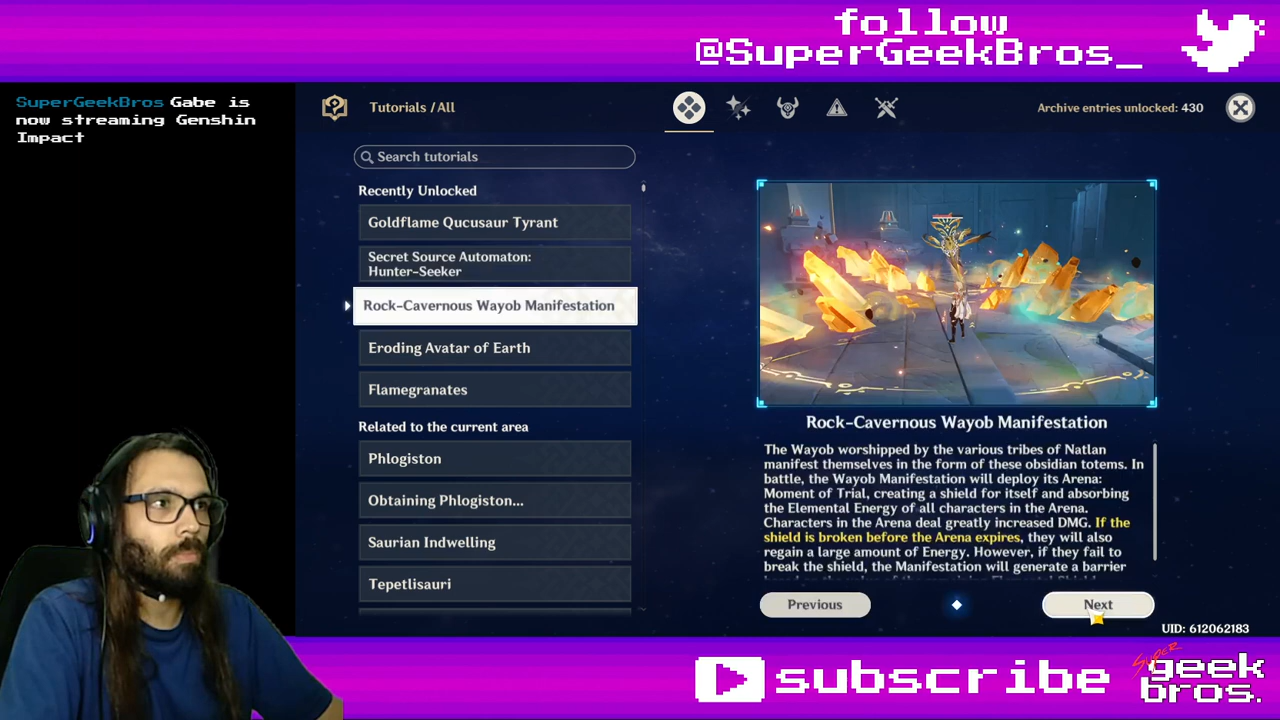 follow
@SuperGeekBros_
SuperGeekBros Gabe is
now streaming Genshin
Impact
Tutorials / All
Archive entries unlocked: 430
Search tutorials
Recently Unlocked
Goldflame Qucusaur Tyrant
Secret Source Automaton:
Hunter-Seeker
Rock-Cavernous Wayob Manifestation
Eroding Avatar of Earth
Flamegranates
Related to the current area
Phlogiston
Obtaining Phlogiston...
Saurian Indwelling
Tepetlisauri
Rock-Cavernous Wayob Manifestation
The Wayob worshipped by the various tribes of Natlan
manifest themselves in the form of these obsidian totems. In
battle, the Wayob Manifestation will deploy its Arena:
Moment of Trial, creating a shield for itself and absorbing
the Elemental Energy of all characters in the Arena.
Characters in the Arena deal greatly increased DMG. If the
shield is broken before the Arena expires, they will also
regain a large amount of Energy. However, if they fail to
break the shield, the Manifestation will generate a barrier
Previous
Next
UID: 612062183
subscribe
SUPER
geek
bros.